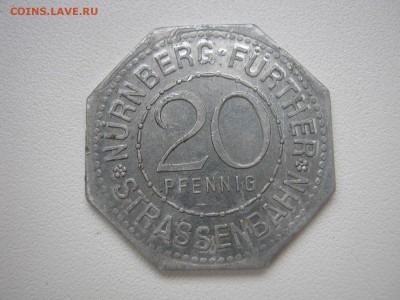 COINS.LAVE.RU
NÜRNBERG-FÜRTHER
20
PFENNIG
STRASSENBAHN